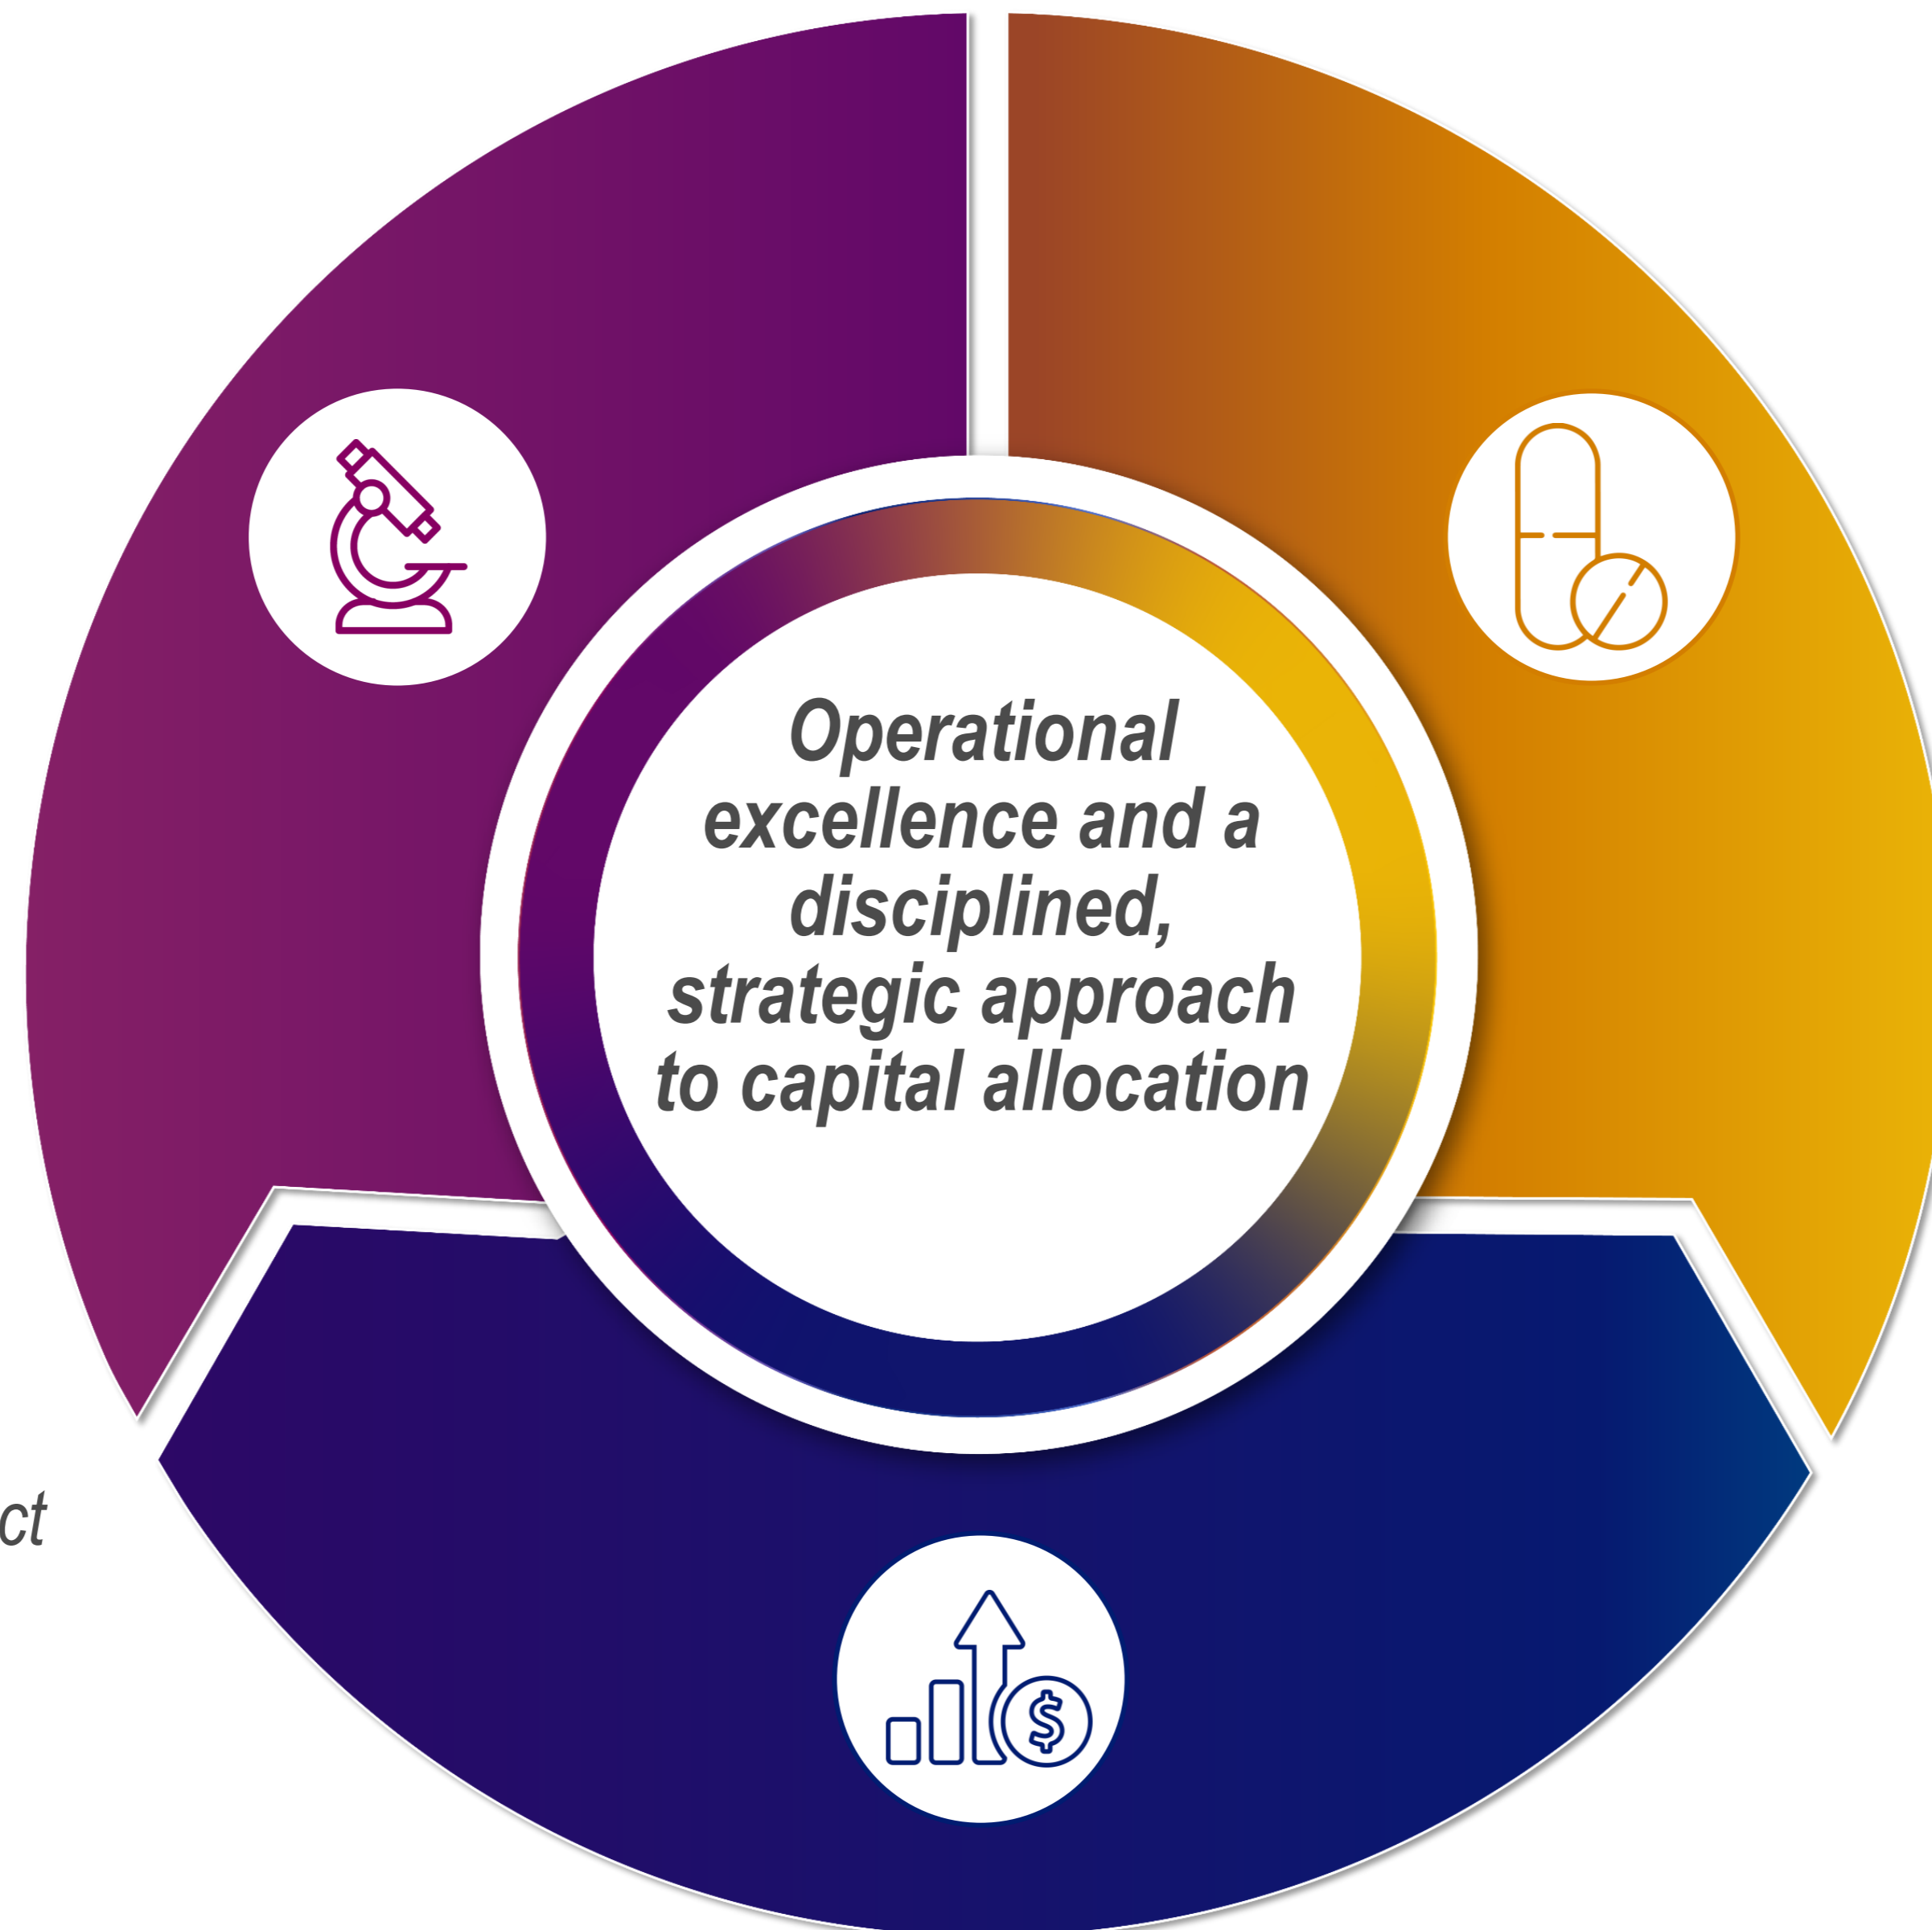 Operational
excellence and a
disciplined,
strategic approach
to capital allocation
ct
$